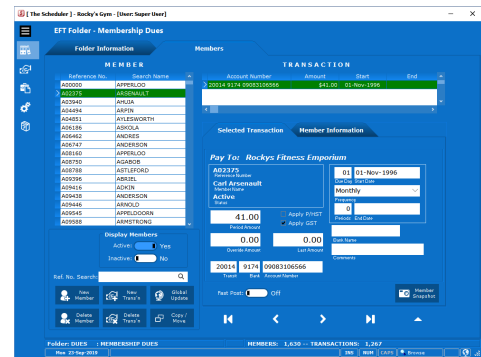 [ The Scheduler ] - Rocky's Gym - [User: Super User]
EFT Folder - Membership Dues
Folder Information
Members
MEMBER
Reference No. Search Name
A00000 APPERLOO
A02375 ARSENAULT
A03940 AHUJA
A04494 ARPIN
A04851 AYLESWORTH
A06186 ASKOLA
A06462 ANDRES
A06747 ANDERSON
A08160 APPERLOO
A08750 AGABOB
A08788 ASTLEFORD
A09396 ABRIEL
A09416 ADKIN
A09438 ANDERSON
A09446 ARNOLD
A09545 APPELDOORN
A09588 ARMSTRONG
Display Members
Active: Yes
Inactive: No
Ref. No. Search:
New Member
New Trans'n
Global Update
Delete Member
Delete Trans'n
Copy / Move
TRANSACTION
Account Number Amount Start End
20014 9174 09083106566 $41.00 01-Nov-1996
Selected Transaction
Member Information
Pay To: Rockys Fitness Emporium
A02375
Reference Number
Carl Arsenault
Member Name
Active
Status
01 01-Nov-1996
Due Day Start Date
Monthly
Frequency
0
Periods End Date
41.00
Period Amount
Apply P/HST
Apply GST
0.00 0.00
Override Amount Last Amount
Bank Name
Comments
20014 9174 09083106566
Transit Bank Account Number
Fast Post: Off
Member Snapshot
Folder: DUES : MEMBERSHIP DUES
MEMBERS: 1,630 -- TRANSACTIONS: 1,267
Mon 23-Sep-2019
INS NUM CAPS Browse